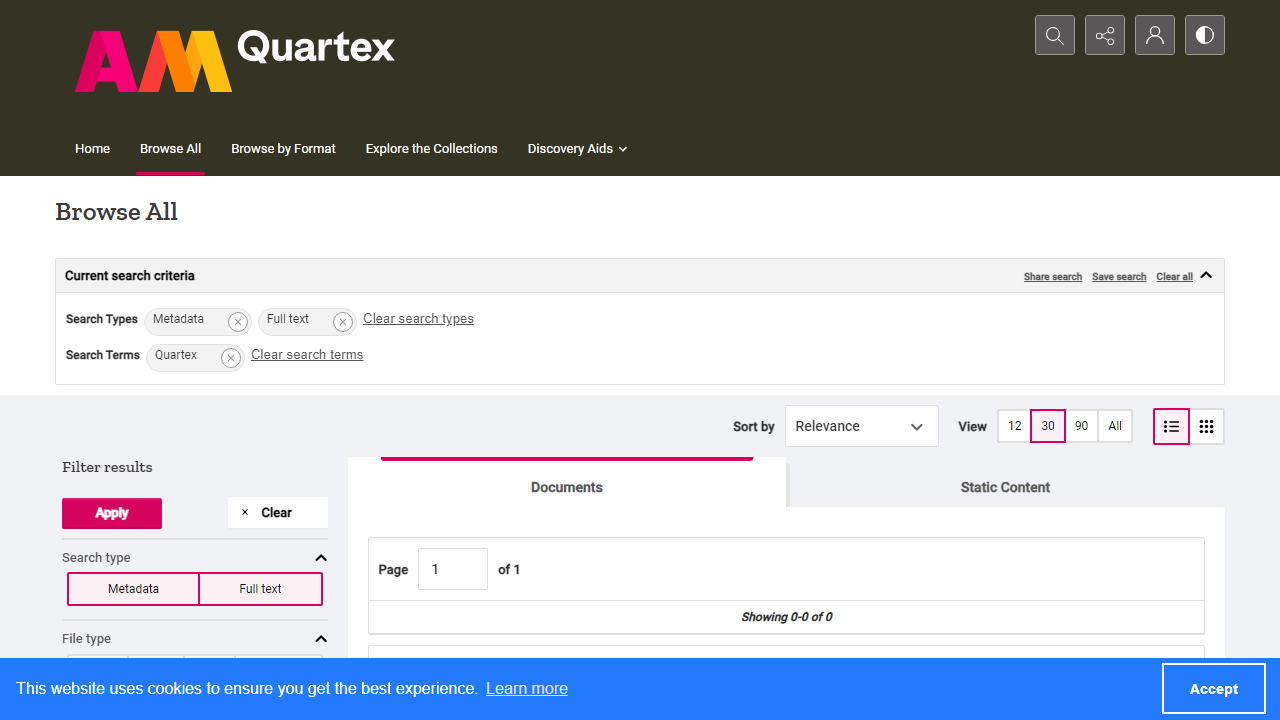 AM Quartex
Home Browse All Browse by Format Explore the Collections Discovery Aids
Browse All
Current search criteria Share search Save search Clear all
Search Types Metadata Full text Clear search types
Search Terms Quartex Clear search terms
Sort by Relevance View 12 30 90 All
Filter results
Documents Static Content
Apply × Clear
Search type
Metadata Full text
Page 1 of 1
Showing 0-0 of 0
File type
This website uses cookies to ensure you get the best experience. Learn more Accept